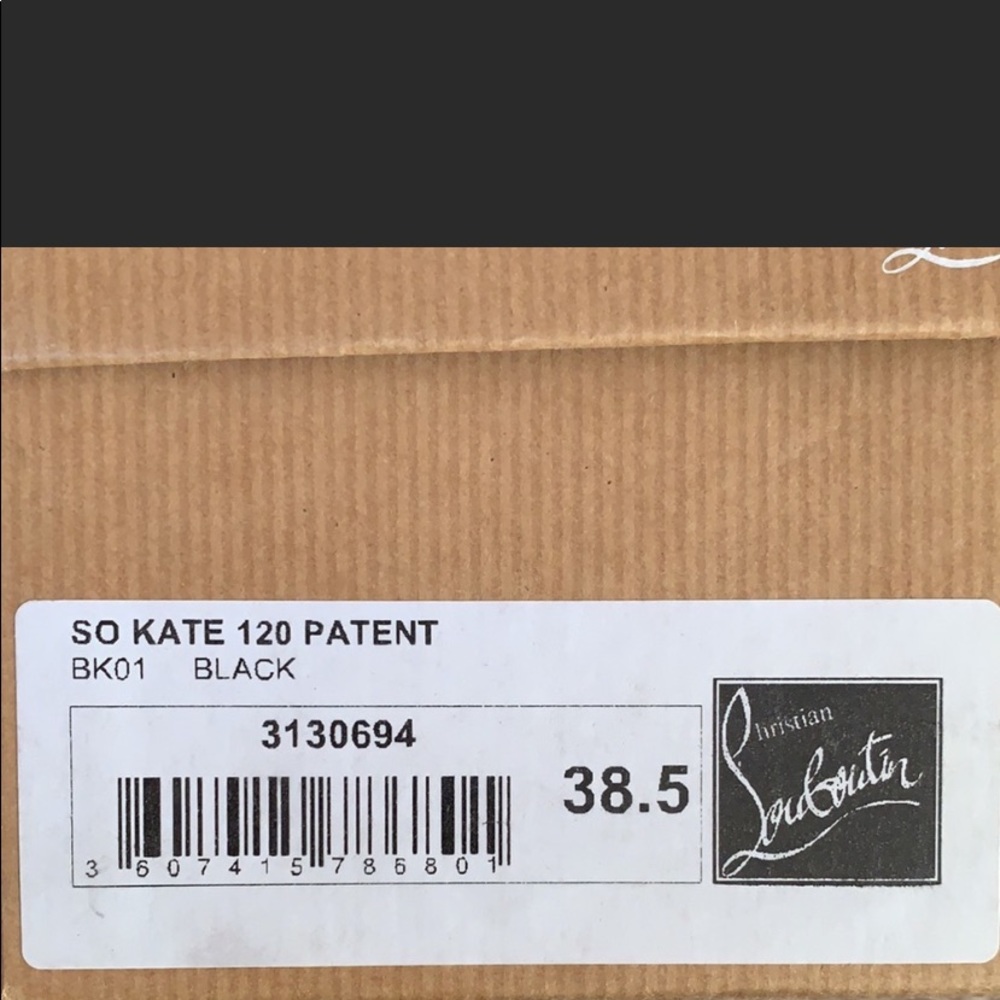 SO KATE 120 PATENT
BK01 BLACK
3130694
38.5
3 607415 786801
Christian
Louboutin